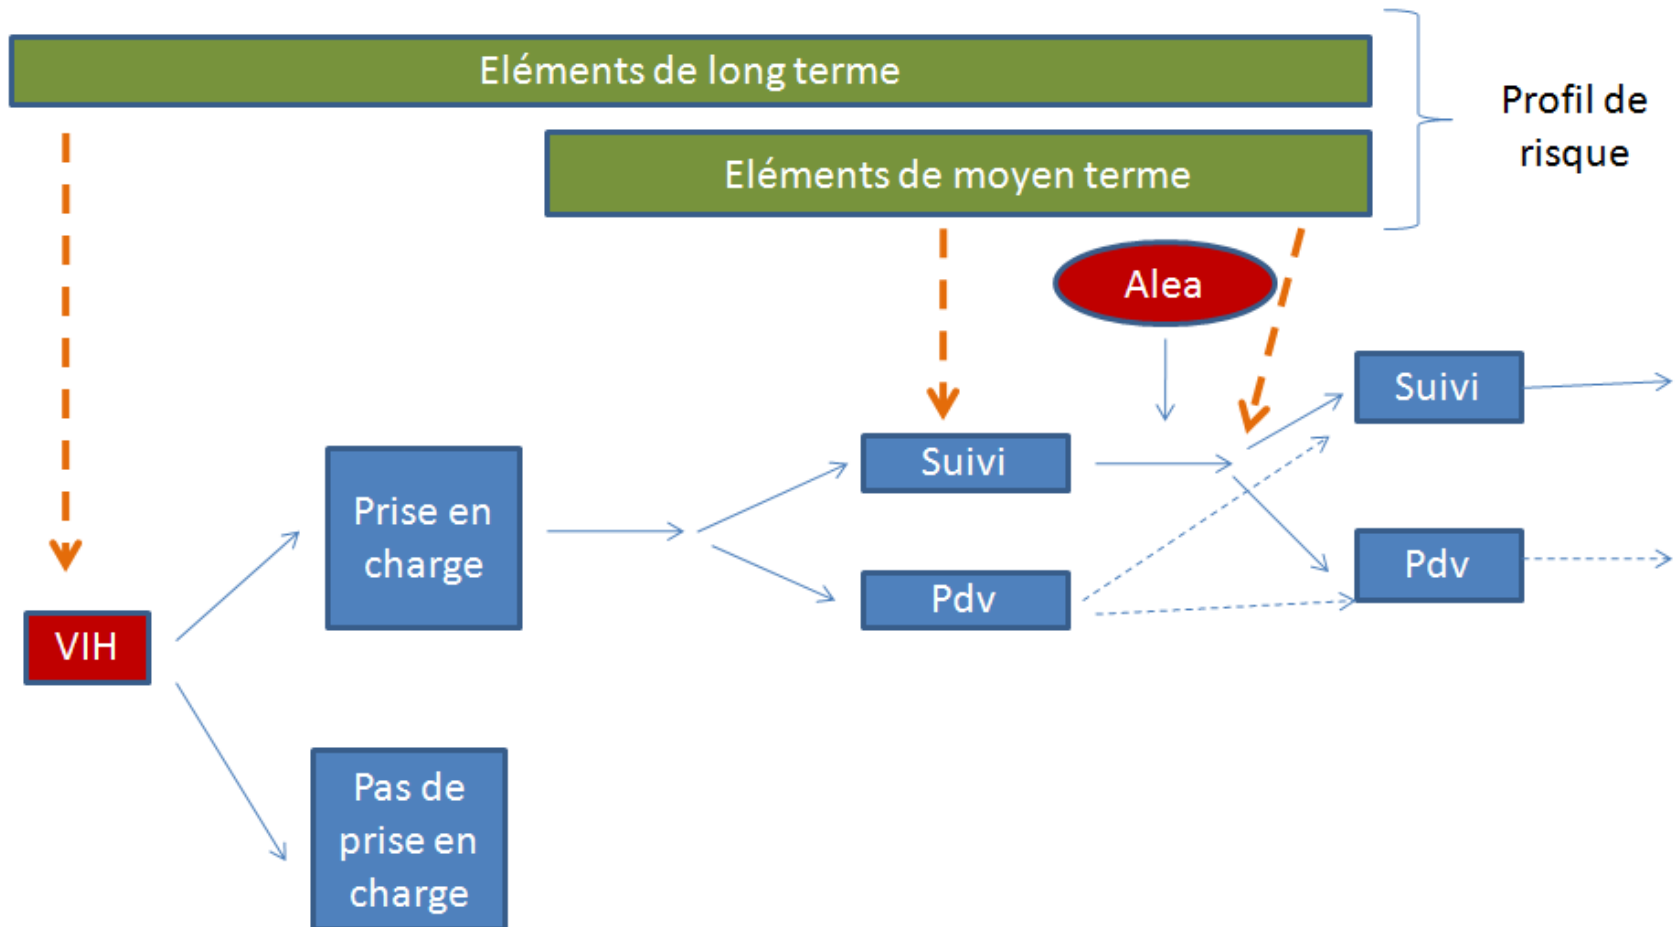 Eléments de long terme
Profil de
risque
Eléments de moyen terme
Alea
Suivi
Suivi
Prise en
charge
Pdv
Pdv
VIH
Pas de
prise en
charge